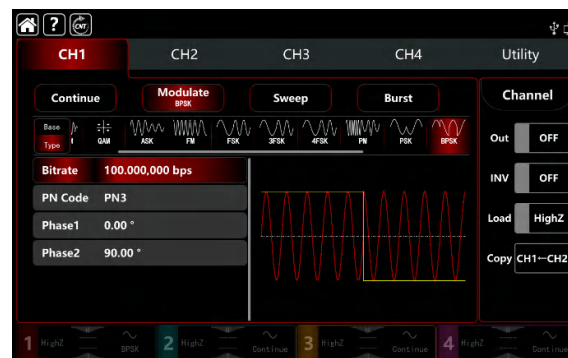 ? CNT
CH1 CH2 CH3 CH4 Utility
Continue Modulate BPSK Sweep Burst Channel
Base Type QAM ASK FM FSK 3FSK 4FSK PM PSK BPSK
Out OFF
Bitrate 100.000,000 bps
INV OFF
PN Code PN3
Phase1 0.00 °
Load HighZ
Phase2 90.00 °
Copy CH1←CH2
1 HighZ BPSK 2 HighZ Continue 3 HighZ Continue 4 HighZ Continue